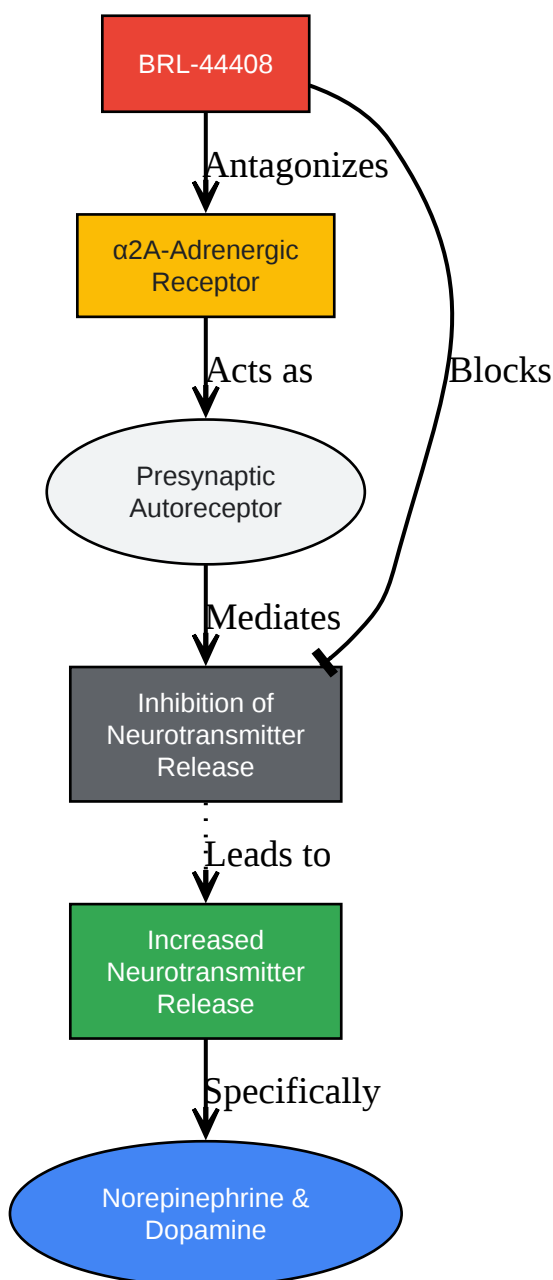 BRL-44408
Antagonizes
α2A-Adrenergic
Receptor
Acts as
Blocks
Presynaptic
Autoreceptor
Mediates
Inhibition of
Neurotransmitter
Release
Leads to
Increased
Neurotransmitter
Release
Specifically
Norepinephrine &
Dopamine